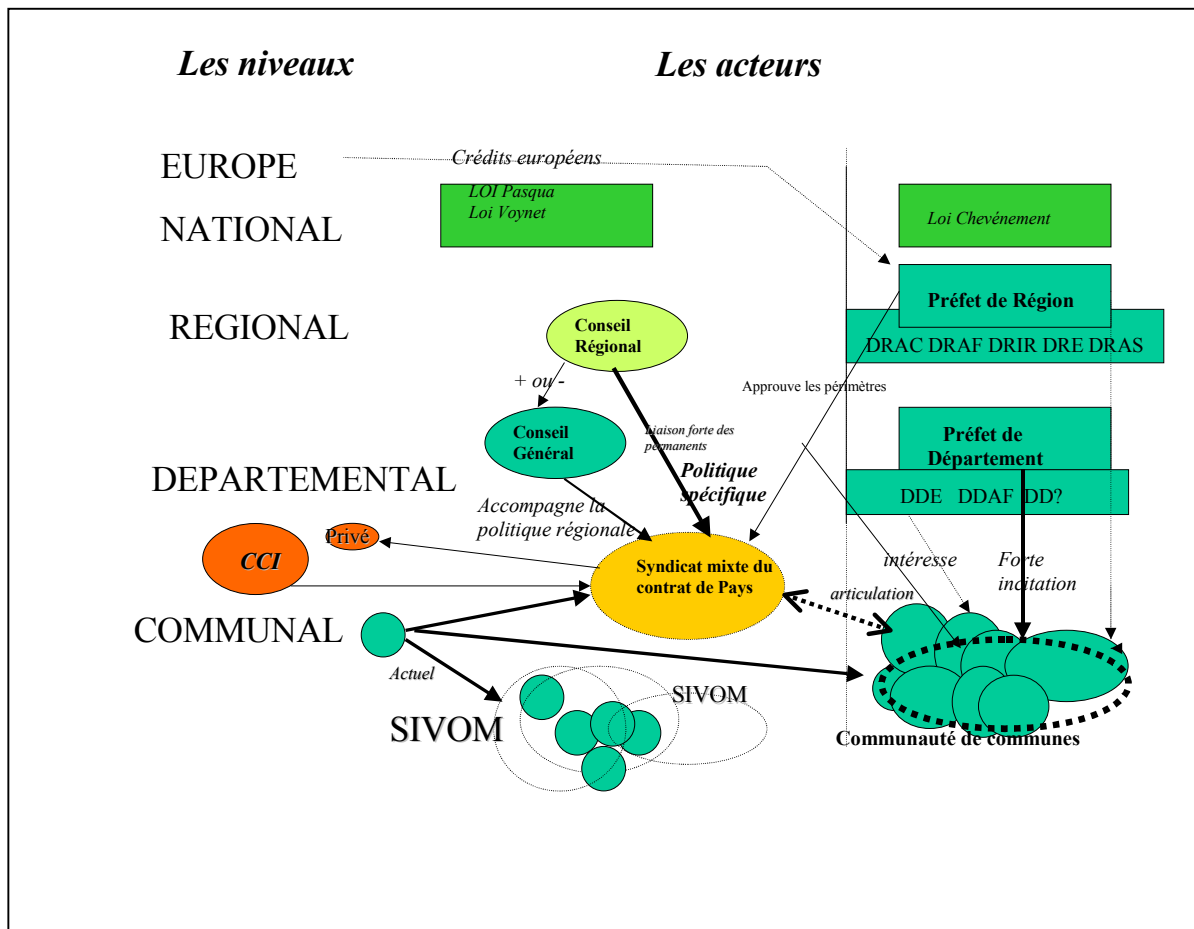 Les niveaux
Les acteurs
EUROPE
Crédits européens
NATIONAL
LOI Pasqua
Loi Voynet
Loi Chevénement
REGIONAL
Conseil
Régional
Préfet de Région
DRAC DRAF DRIR DRE DRAS
+ ou -
Approuve les périmètres
Conseil
Général
Liaison forte des
permanents
Politique
spécifique
Préfet de
Département
DEPARTEMENTAL
DDE DDAF DD?
Accompagne la
politique régionale
CCI
Privé
Syndicat mixte du
contrat de Pays
intéresse
Forte
incitation
articulation
COMMUNAL
Actuel
SIVOM
SIVOM
Communauté de communes